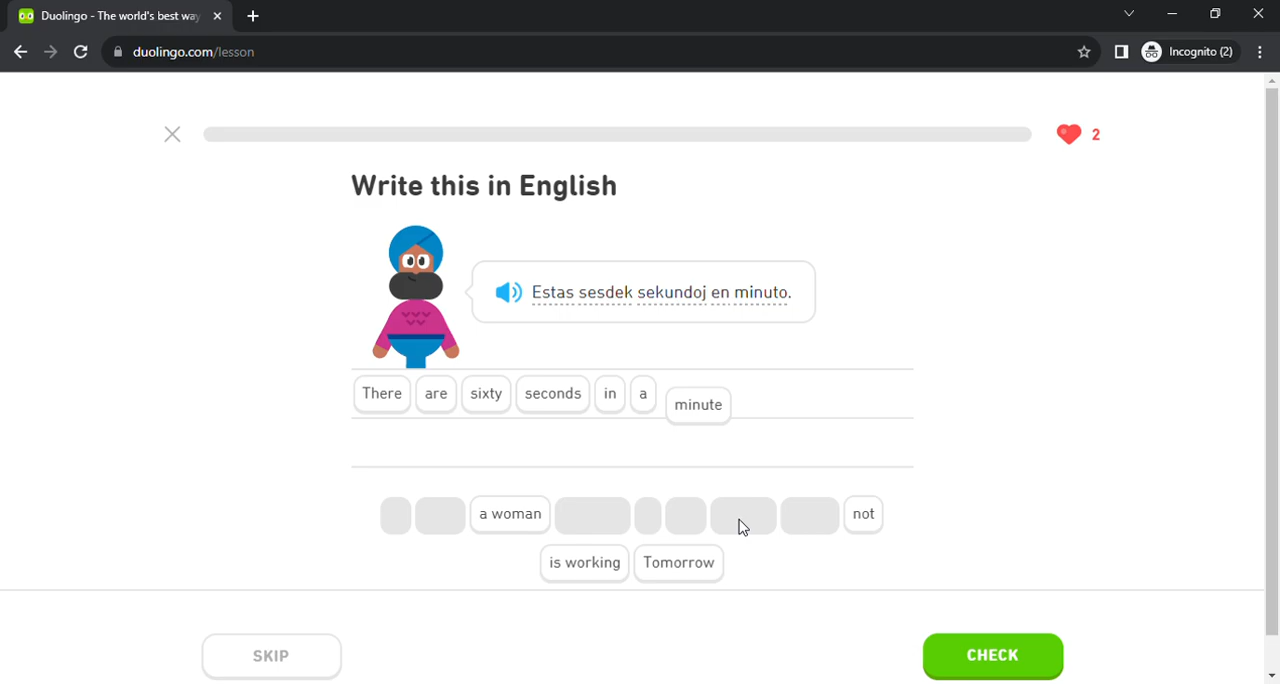 Duolingo - The world's best way
duolingo.com/lesson
Incognito (2)
2
Write this in English
Estas sesdek sekundoj en minuto.
There are sixty seconds in a minute
a woman not
is working Tomorrow
SKIP
CHECK